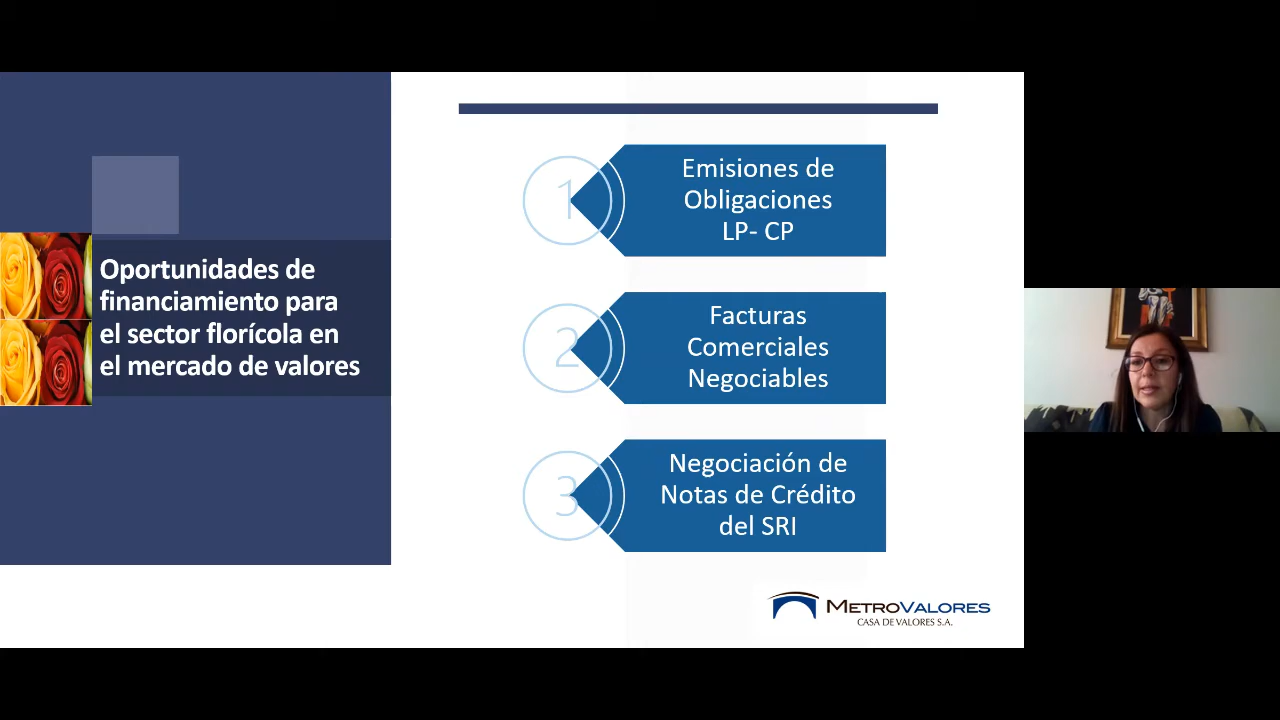 Oportunidades de
financiamiento para
el sector florícola en
el mercado de valores
1
Emisiones de
Obligaciones
LP- CP
2
Facturas
Comerciales
Negociables
3
Negociación de
Notas de Crédito
del SRI
METROVALORES
CASA DE VALORES S.A.